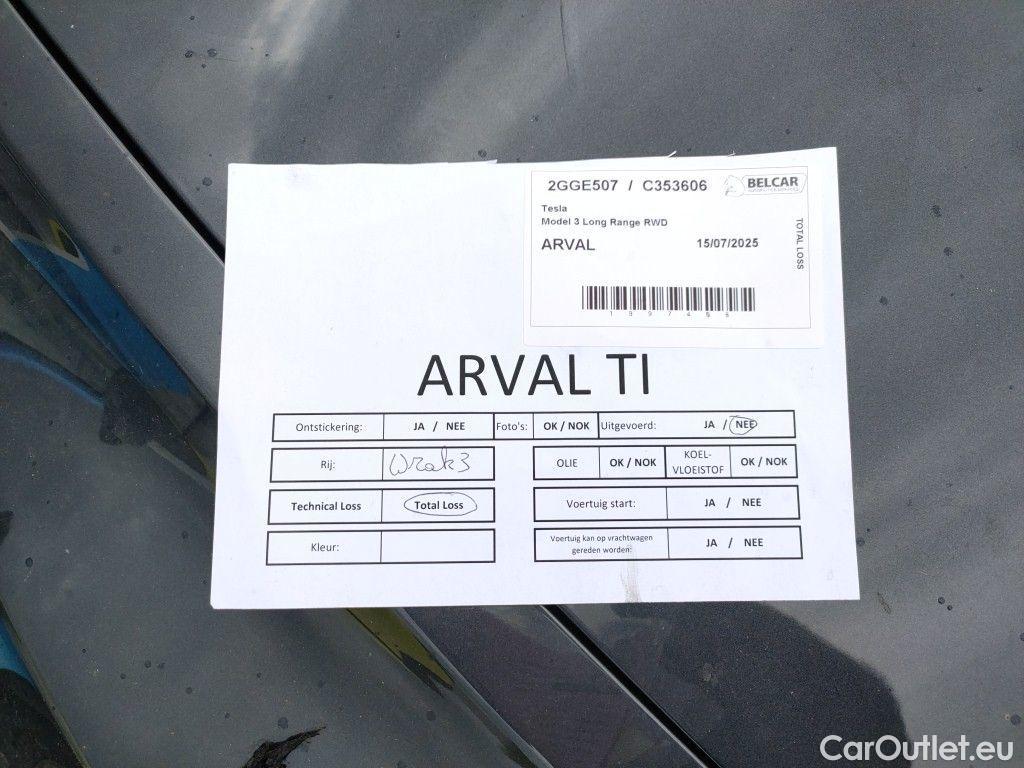 2GGE507 / C353606
BELCAR
Tesla
Model 3 Long Range RWD
ARVAL 15/07/2025
TOTAL LOSS
ARVAL TI
Ontstickering: JA / NEE Foto's: OK / NOK Uitgevoerd: JA / NEE
Rij: Wrak3 OLIE OK / NOK KOEL-VLOEISTOF OK / NOK
Technical Loss Total Loss Voertuig start: JA / NEE
Kleur: Voertuig kan op vrachtwagen gereden worden: JA / NEE
CarOutlet.eu